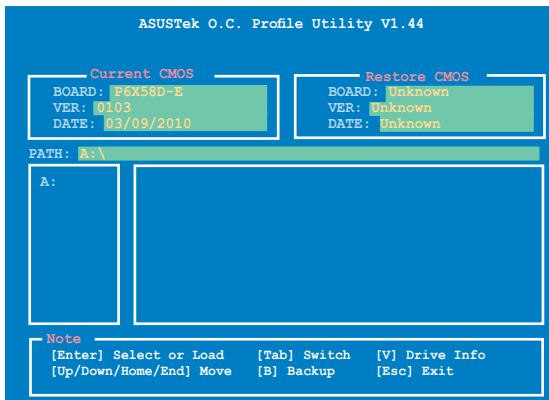 ASUSTek O.C. Profile Utility V1.44
Current CMOS
BOARD: P6X58D-E
VER: 0103
DATE: 03/09/2010
Restore CMOS
BOARD: Unknown
VER: Unknown
DATE: Unknown
PATH: A:\
A:
Note
[Enter] Select or Load [Tab] Switch [V] Drive Info
[Up/Down/Home/End] Move [B] Backup [Esc] Exit